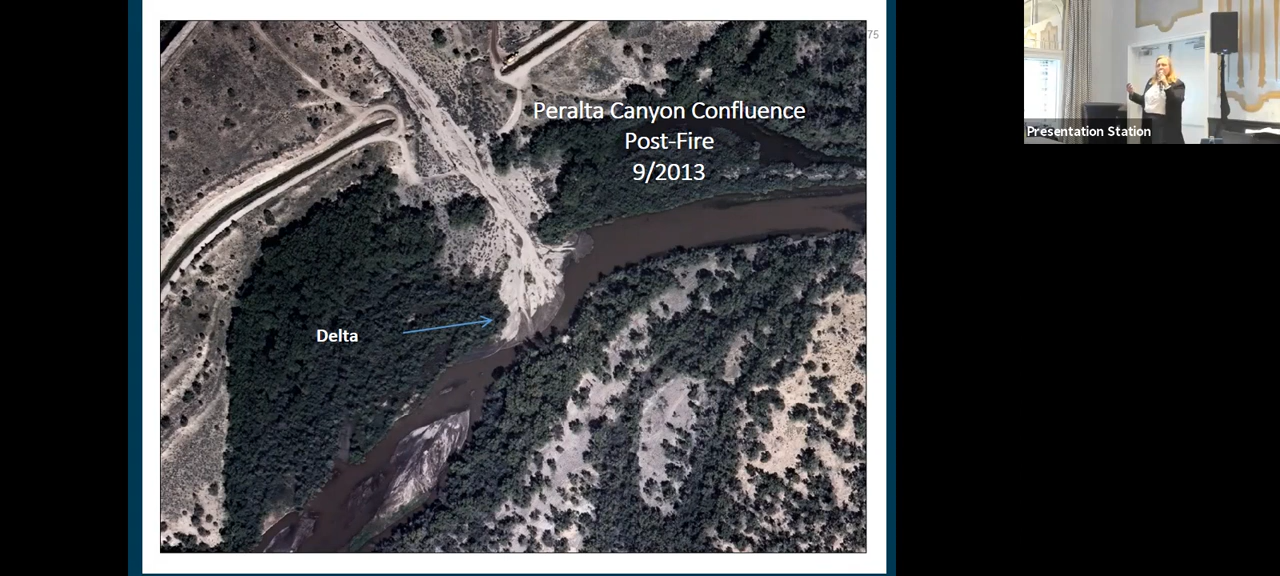 75
Peralta Canyon Confluence
Post-Fire
9/2013
Delta
Presentation Station